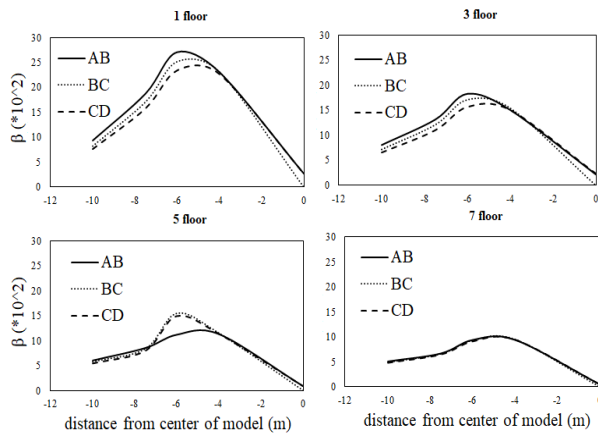 1 floor
30
25
20
15
10
5
0
β (*10^2)
AB
BC
CD
-12 -10 -8 -6 -4 -2 0
3 floor
30
25
20
15
10
5
0
AB
BC
CD
-12 -10 -8 -6 -4 -2 0
5 floor
30
25
20
15
10
5
0
β (*10^2)
AB
BC
CD
-12 -10 -8 -6 -4 -2 0
distance from center of model (m)
7 floor
30
25
20
15
10
5
0
AB
BC
CD
-12 -10 -8 -6 -4 -2 0
distance from center of model (m)